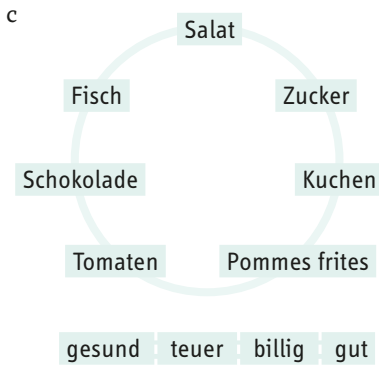 c
Salat
Fisch Zucker
Schokolade Kuchen
Tomaten Pommes frites
gesund teuer billig gut